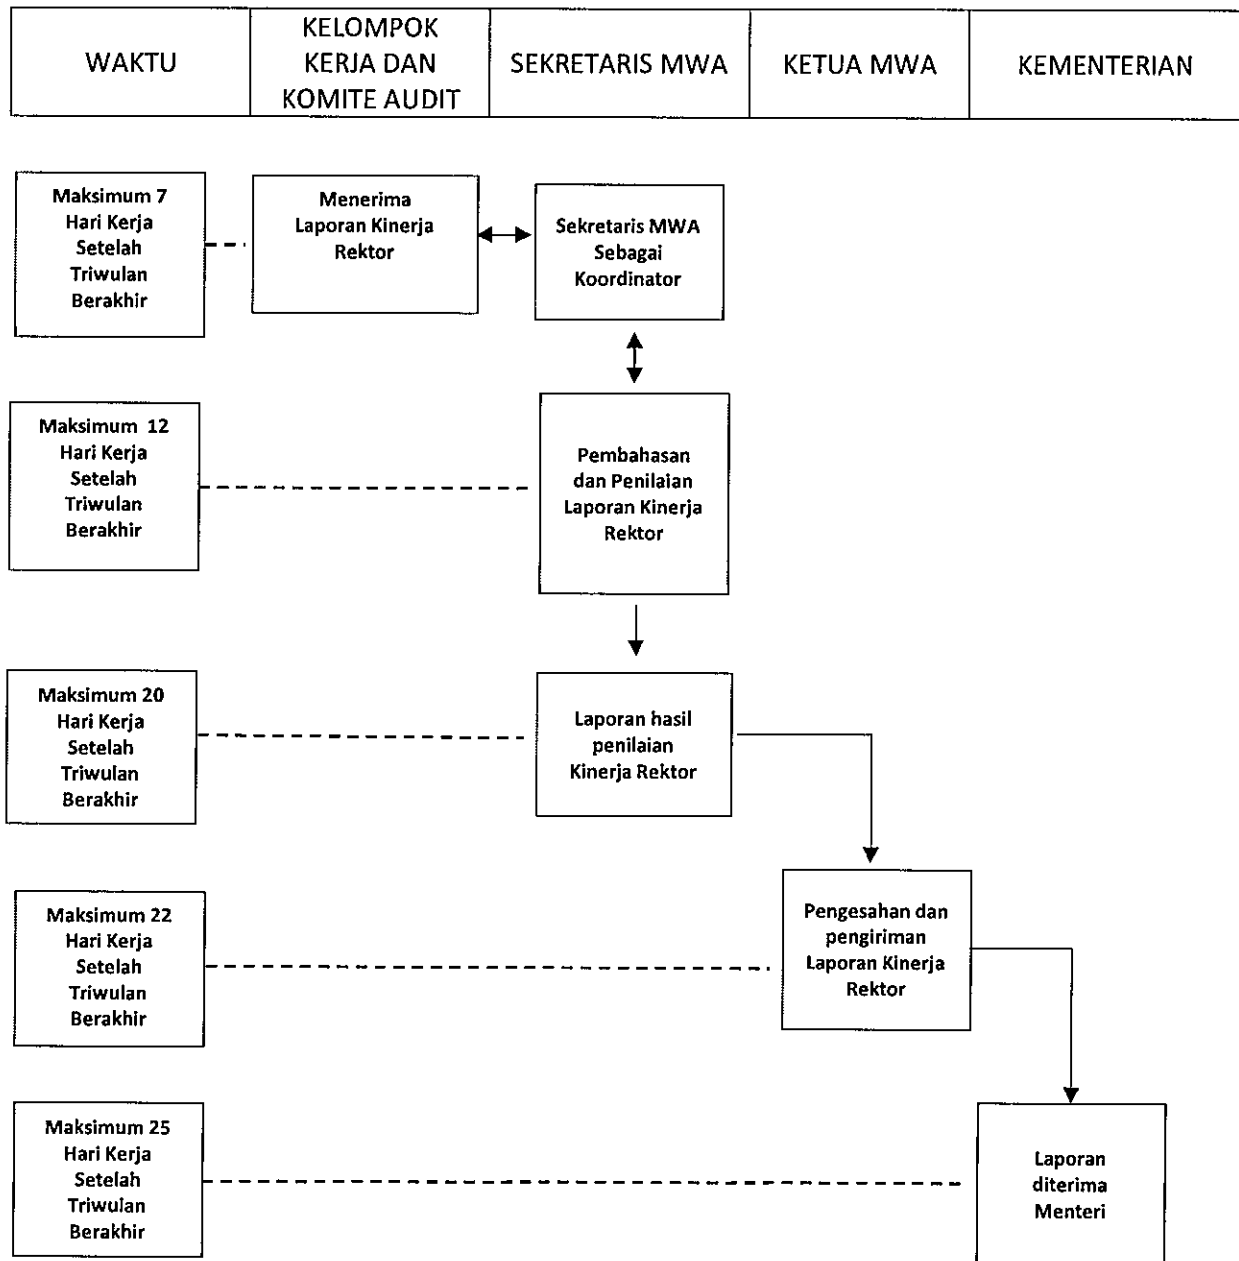 WAKTU
KELOMPOK
KERJA DAN
KOMITE AUDIT
SEKRETARIS MWA
KETUA MWA
KEMENTERIAN
Maksimum 7
Hari Kerja
Setelah
Triwulan
Berakhir
Menerima
Laporan Kinerja
Rektor
Sekretaris MWA
Sebagai
Koordinator
Maksimum 12
Hari Kerja
Setelah
Triwulan
Berakhir
Pembahasan
dan Penilaian
Laporan Kinerja
Rektor
Maksimum 20
Hari Kerja
Setelah
Triwulan
Berakhir
Laporan hasil
penilaian
Kinerja Rektor
Maksimum 22
Hari Kerja
Setelah
Triwulan
Berakhir
Pengesahan dan
pengiriman
Laporan Kinerja
Rektor
Maksimum 25
Hari Kerja
Setelah
Triwulan
Berakhir
Laporan
diterima
Menteri